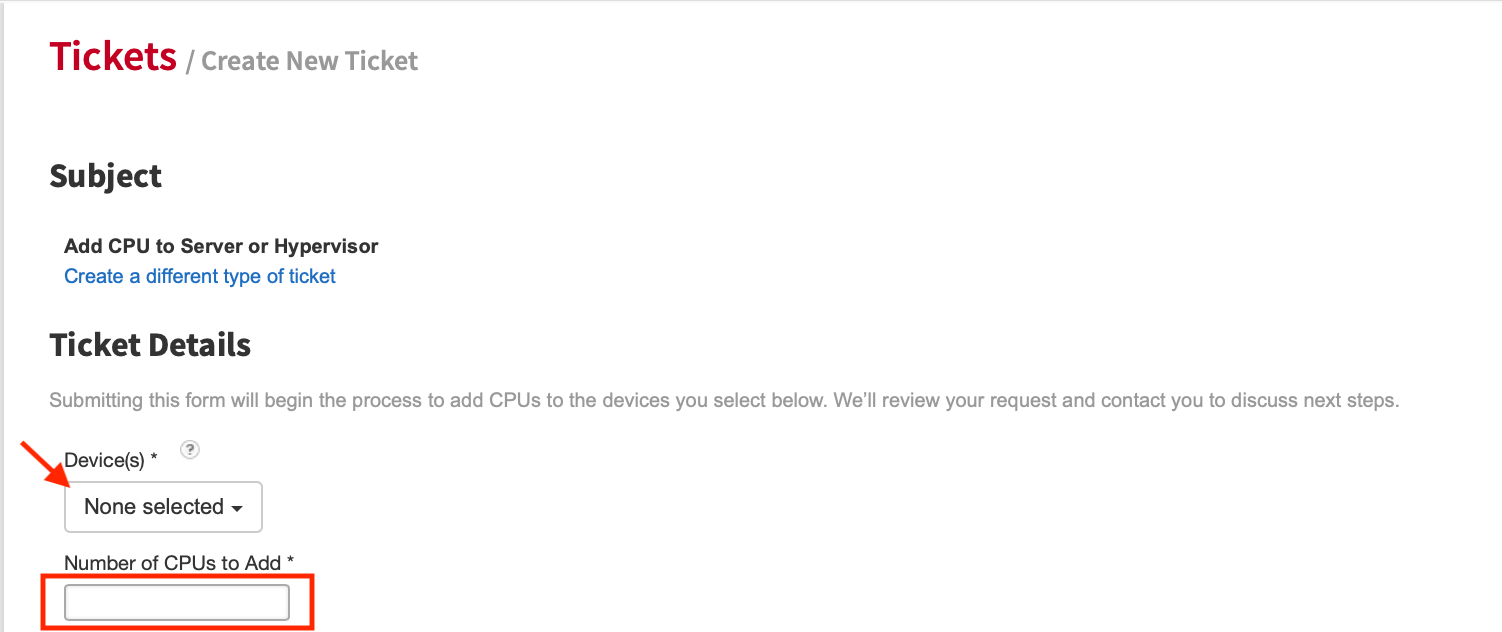 Tickets / Create New Ticket
Subject
Add CPU to Server or Hypervisor
Create a different type of ticket
Ticket Details
Submitting this form will begin the process to add CPUs to the devices you select below. We’ll review your request and contact you to discuss next steps.
Device(s) * ?
None selected
Number of CPUs to Add *